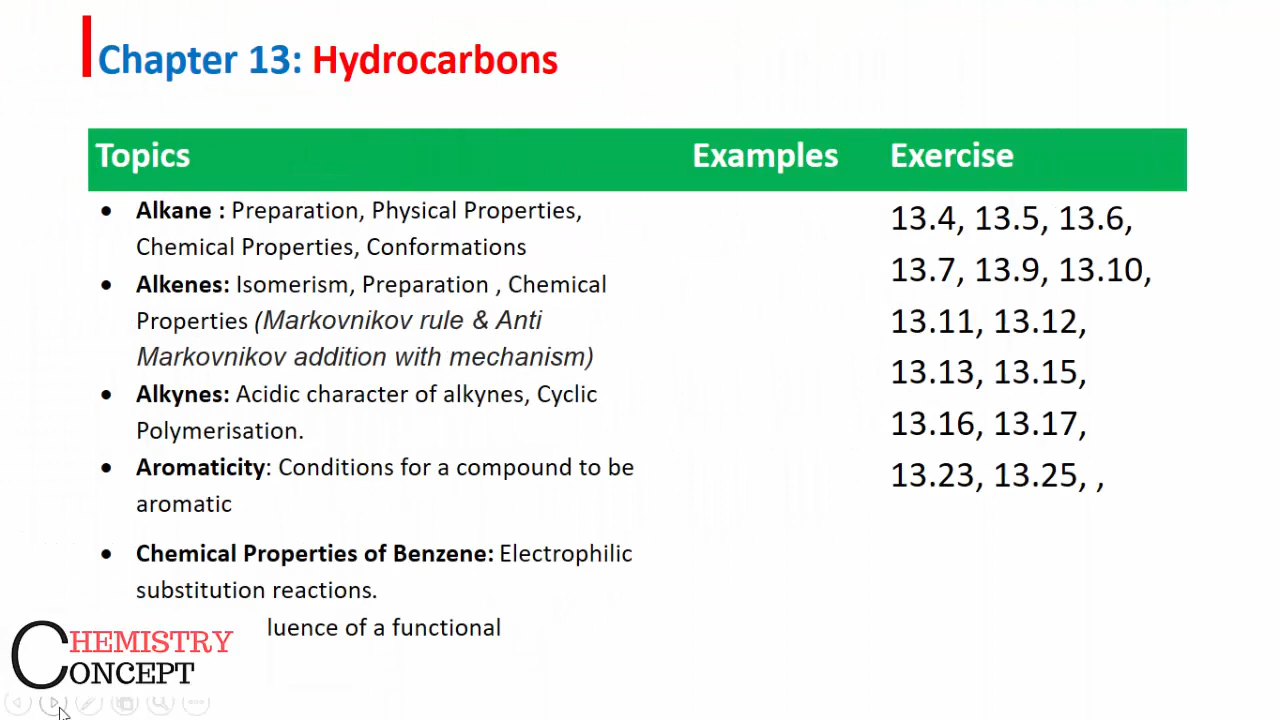 Chapter 13: Hydrocarbons
Topics Examples Exercise
• Alkane : Preparation, Physical Properties,
Chemical Properties, Conformations
• Alkenes: Isomerism, Preparation , Chemical
Properties (Markovnikov rule & Anti
Markovnikov addition with mechanism)
• Alkynes: Acidic character of alkynes, Cyclic
Polymerisation.
• Aromaticity: Conditions for a compound to be
aromatic
• Chemical Properties of Benzene: Electrophilic
substitution reactions.
luence of a functional
13.4, 13.5, 13.6,
13.7, 13.9, 13.10,
13.11, 13.12,
13.13, 13.15,
13.16, 13.17,
13.23, 13.25, ,
CHEMISTRY
CONCEPT